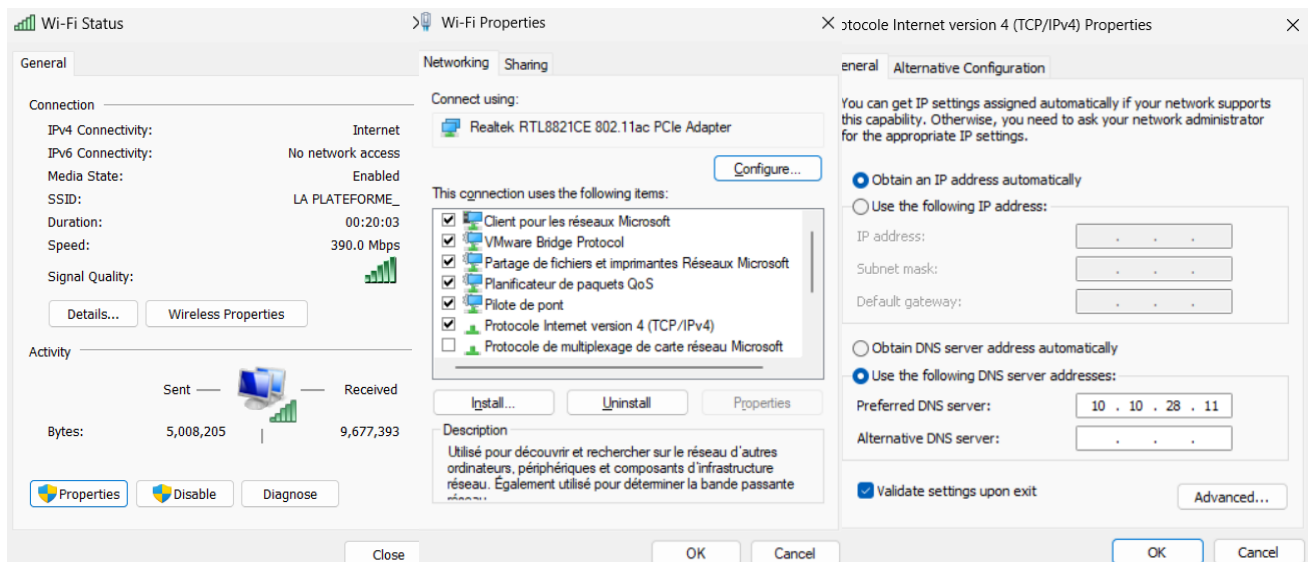 Wi-Fi Status
General
Connection
IPv4 Connectivity: Internet
IPv6 Connectivity: No network access
Media State: Enabled
SSID: LA PLATEFORME_
Duration: 00:20:03
Speed: 390.0 Mbps
Signal Quality:
Details... Wireless Properties
Activity
Sent Received
Bytes: 5,008,205 9,677,393
Properties Disable Diagnose
Close
Wi-Fi Properties
Networking Sharing
Connect using:
Realtek RTL8821CE 802.11ac PCIe Adapter
Configure...
This connection uses the following items:
Client pour les réseaux Microsoft
VMware Bridge Protocol
Partage de fichiers et imprimantes Réseaux Microsoft
Planificateur de paquets QoS
Pilote de pont
Protocole Internet version 4 (TCP/IPv4)
Protocole de multiplexage de carte réseau Microsoft
Install... Uninstall Properties
Description
Utilisé pour découvrir et rechercher sur le réseau d'autres
ordinateurs, périphériques et composants d'infrastructure
réseau. Également utilisé pour déterminer la bande passante
OK Cancel
otocole Internet version 4 (TCP/IPv4) Properties
eneral Alternative Configuration
You can get IP settings assigned automatically if your network supports
this capability. Otherwise, you need to ask your network administrator
for the appropriate IP settings.
Obtain an IP address automatically
Use the following IP address:
IP address: . . .
Subnet mask: . . .
Default gateway: . . .
Obtain DNS server address automatically
Use the following DNS server addresses:
Preferred DNS server: 10 . 10 . 28 . 11
Alternative DNS server: . . .
Validate settings upon exit
Advanced...
OK Cancel